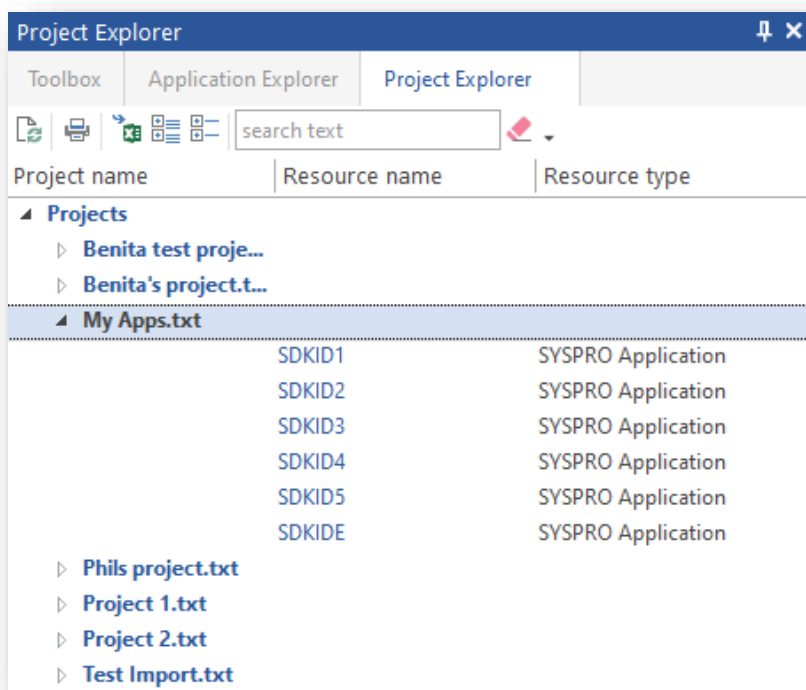 Project Explorer
Toolbox Application Explorer Project Explorer
search text
Project name Resource name Resource type
Projects
Benita test proje...
Benita's project.t...
My Apps.txt
SDKID1 SYSPRO Application
SDKID2 SYSPRO Application
SDKID3 SYSPRO Application
SDKID4 SYSPRO Application
SDKID5 SYSPRO Application
SDKIDE SYSPRO Application
Phils project.txt
Project 1.txt
Project 2.txt
Test Import.txt